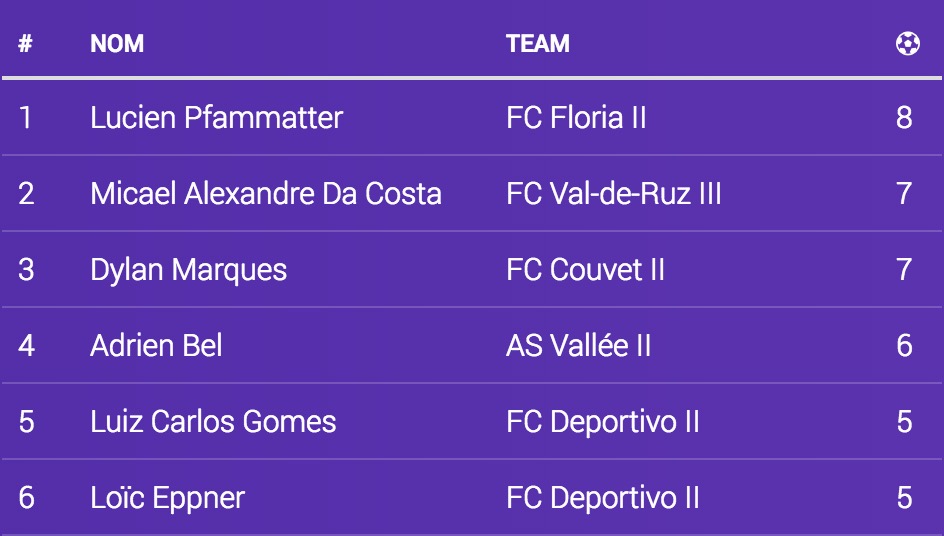 # NOM TEAM ⚽
1 Lucien Pfammatter FC Floria II 8
2 Micael Alexandre Da Costa FC Val-de-Ruz III 7
3 Dylan Marques FC Couvet II 7
4 Adrien Bel AS Vallée II 6
5 Luiz Carlos Gomes FC Deportivo II 5
6 Loïc Eppner FC Deportivo II 5